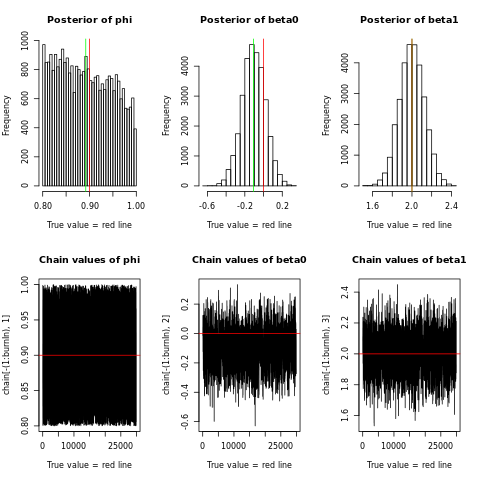 Posterior of phi
Posterior of beta0
Posterior of beta1
Frequency
0 200 400 600 800 1000
0.80 0.90 1.00
True value = red line
Frequency
0 1000 2000 3000 4000
-0.6 -0.2 0.2
True value = red line
Frequency
0 1000 2000 3000 4000
1.6 2.0 2.4
True value = red line
Chain values of phi
Chain values of beta0
Chain values of beta1
chain[-(1:burnIn), 1]
0.80 0.85 0.90 0.95 1.00
0 10000 25000
True value = red line
chain[-(1:burnIn), 2]
-0.6 -0.4 -0.2 0.0 0.2
0 10000 25000
True value = red line
chain[-(1:burnIn), 3]
1.6 1.8 2.0 2.2 2.4
0 10000 25000
True value = red line